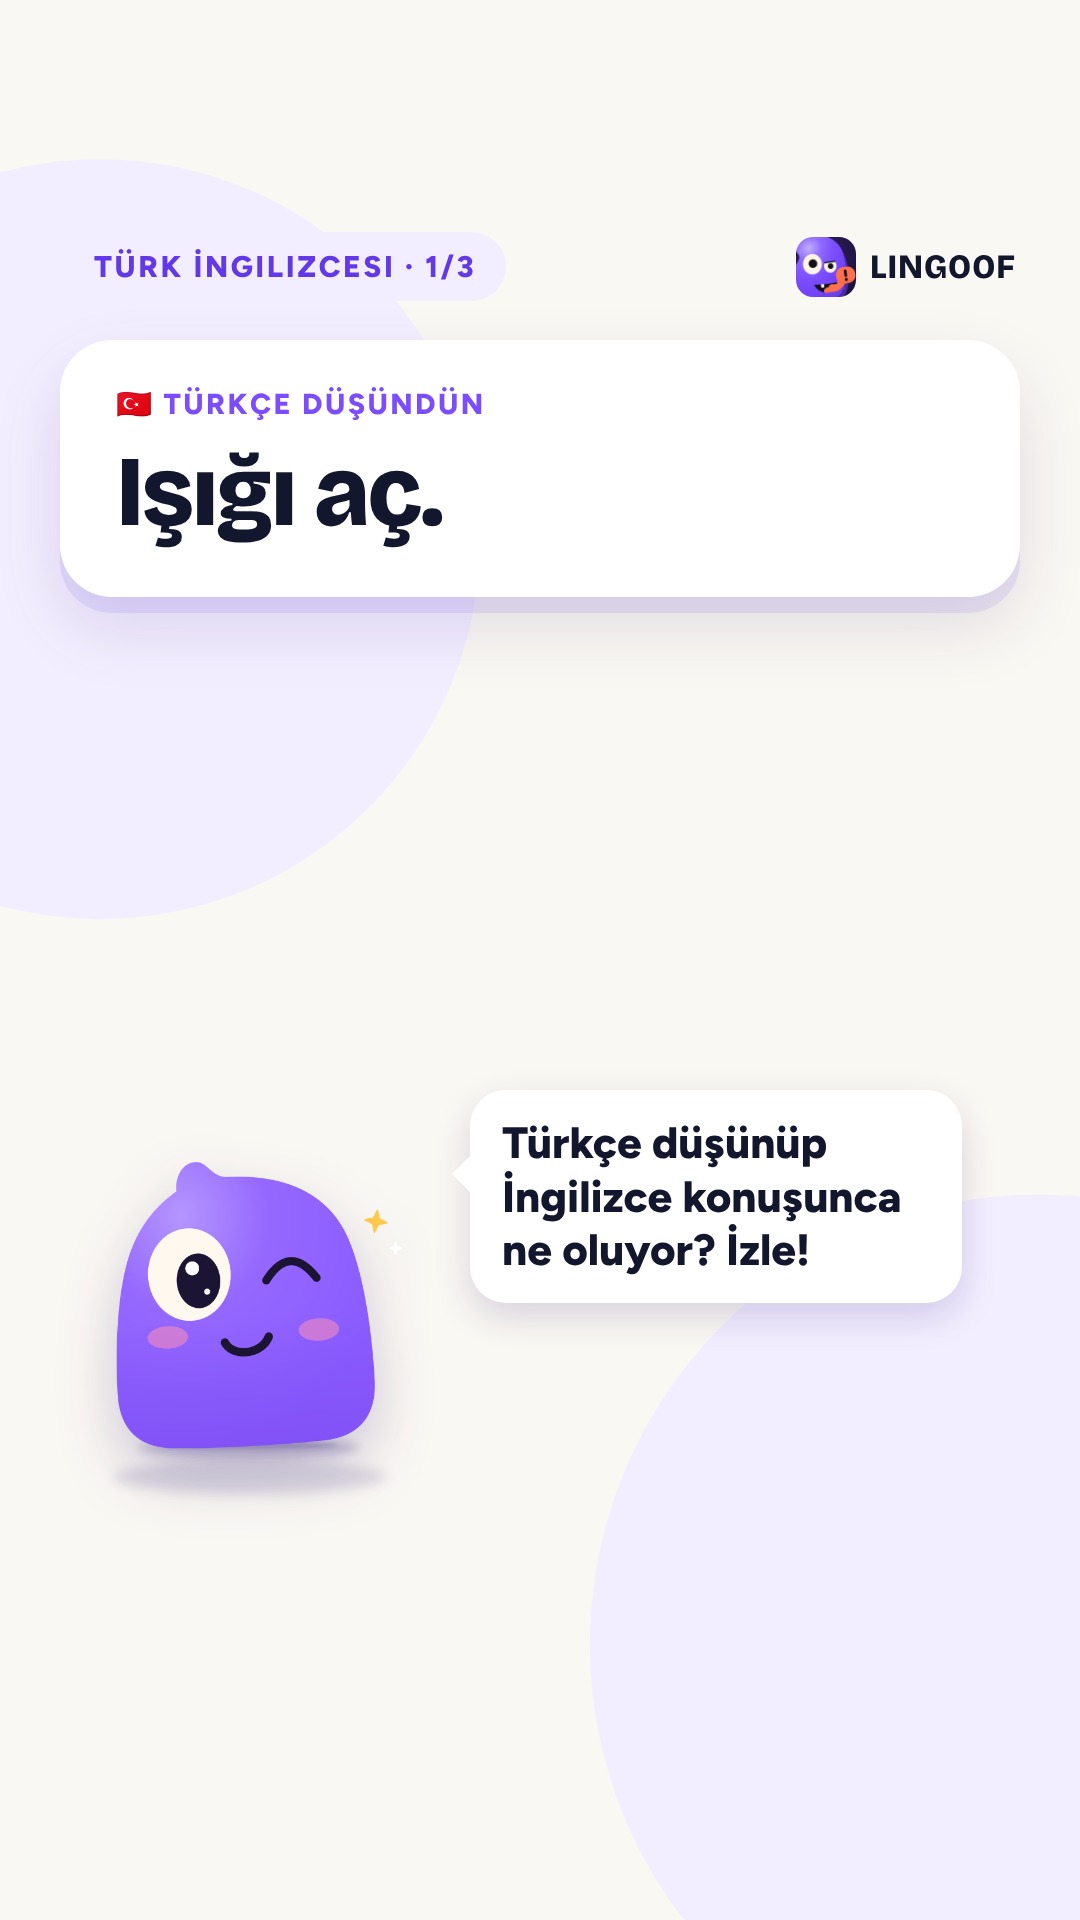 TÜRK İNGILIZCESI · 1/3
LINGOOF
TÜRKÇE DÜŞÜNDÜN
Işığı aç.
Türkçe düşünüp
İngilizce konuşunca
ne oluyor? İzle!